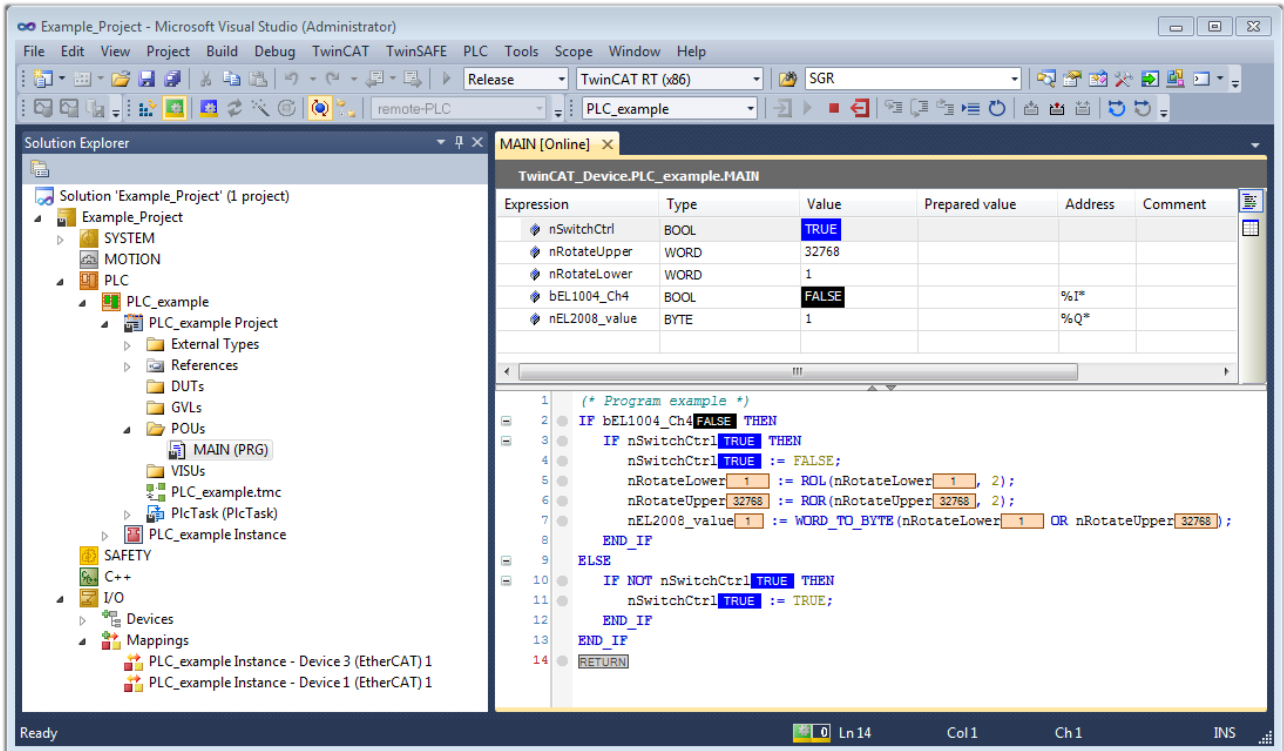 Example_Project - Microsoft Visual Studio (Administrator)
File Edit View Project Build Debug TwinCAT TwinSAFE PLC Tools Scope Window Help
Release TwinCAT RT (x86) SGR
remote-PLC PLC_example
Solution Explorer
Solution 'Example_Project' (1 project)
Example_Project
SYSTEM
MOTION
PLC
PLC_example
PLC_example Project
External Types
References
DUTs
GVLs
POUs
MAIN (PRG)
VISUs
PLC_example.tmc
PlcTask (PlcTask)
PLC_example Instance
SAFETY
C++
I/O
Devices
Mappings
PLC_example Instance - Device 3 (EtherCAT) 1
PLC_example Instance - Device 1 (EtherCAT) 1
MAIN [Online]
TwinCAT_Device.PLC_example.MAIN
Expression Type Value Prepared value Address Comment
nSwitchCtrl BOOL TRUE
nRotateUpper WORD 32768
nRotateLower WORD 1
bEL1004_Ch4 BOOL FALSE %I*
nEL2008_value BYTE 1 %Q*
1 (* Program example *)
2 IF bEL1004_Ch4 FALSE THEN
3 IF nSwitchCtrl TRUE THEN
4 nSwitchCtrl TRUE := FALSE;
5 nRotateLower 1 := ROL(nRotateLower 1 , 2);
6 nRotateUpper 32768 := ROR(nRotateUpper 32768 , 2);
7 nEL2008_value 1 := WORD_TO_BYTE(nRotateLower 1 OR nRotateUpper 32768 );
8 END_IF
9 ELSE
10 IF NOT nSwitchCtrl TRUE THEN
11 nSwitchCtrl TRUE := TRUE;
12 END_IF
13 END_IF
14 RETURN
Ready 0 Ln 14 Col 1 Ch 1 INS